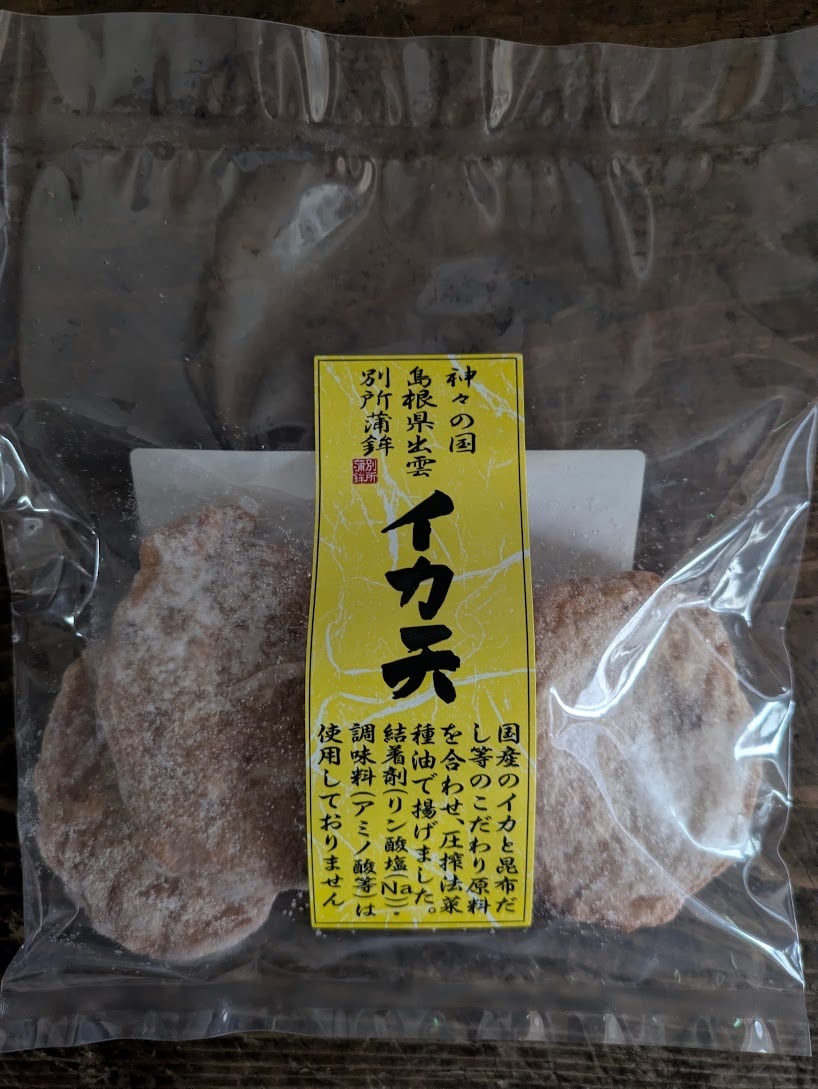 神々の国
島根県出雲
別所蒲鉾
別所
蒲鉾
イカ天
国産のイカと昆布だ
し等のこだわり原料
を合わせ、圧搾法菜
種油で揚げました。
結着剤(リン酸塩(Na)・
調味料(アミノ酸等)は
使用しておりません